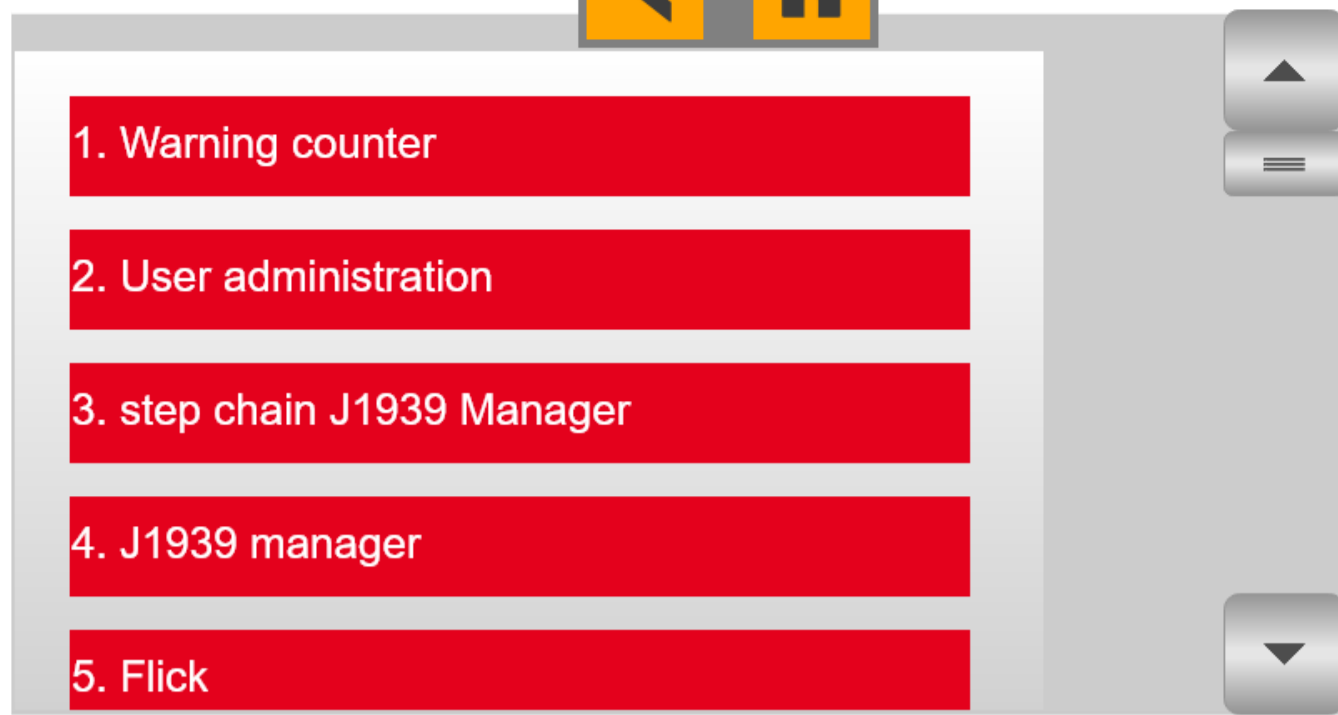 1. Warning counter
2. User administration
3. step chain J1939 Manager
4. J1939 manager
5. Flick